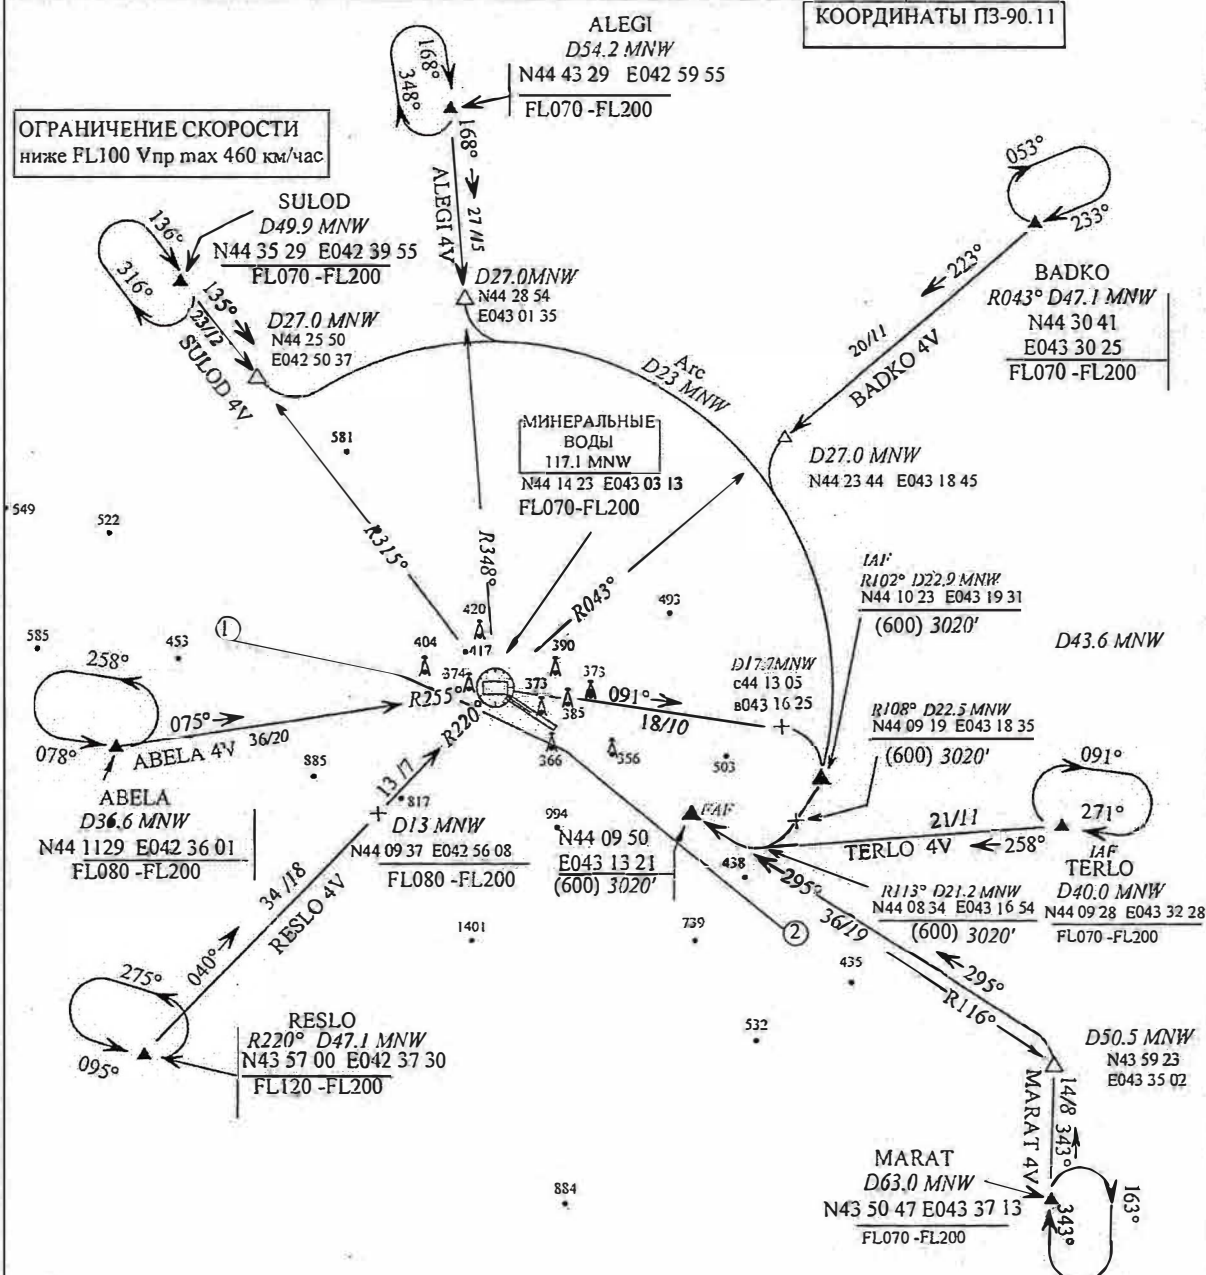 КООРДИНАТЫ ПЗ-90.11
ALEGI
D54.2 MNW
N44 43 29 E042 59 55
FL070 -FL200
168°
348°
168°
27/15
ALEGI 4V
ОГРАНИЧЕНИЕ СКОРОСТИ
ниже FL100 Vпр max 460 км/час
SULOD
D49.9 MNW
N44 35 29 E042 39 55
FL070 -FL200
136°
316°
135°
23/12
SULOD 4V
D27.0 MNW
N44 25 50
E042 50 37
D27.0MNW
N44 28 54
E043 01 35
053°
233°
223°
20/11
BADKO 4V
BADKO
R043° D47.1 MNW
N44 30 41
E043 30 25
FL070 -FL200
Arc
D23 MNW
D27.0 MNW
N44 23 44 E043 18 45
МИНЕРАЛЬНЫЕ
ВОДЫ
117.1 MNW
N44 14 23 E043 03 13
FL070-FL200
581
549
522
R315°
R348°
R043°
493
IAF
R102° D22.9 MNW
N44 10 23 E043 19 31
(600) 3020'
D43.6 MNW
585
453
1
420
404
417
390
374
373
373
385
366
356
R255°
R220°
091°
18/10
D17.7MNW
с44 13 05
в043 16 25
R108° D22.5 MNW
N44 09 19 E043 18 35
(600) 3020'
503
258°
078°
075°
36/20
ABELA 4V
ABELA
D36.6 MNW
N44 1129 E042 36 01
FL080 -FL200
885
13 /7
817
D13 MNW
N44 09 37 E042 56 08
FL080 -FL200
994
FAF
N44 09 50
E043 13 21
(600) 3020'
091°
271°
IAF
21/11
TERLO 4V
258°
TERLO
D40.0 MNW
N44 09 28 E043 32 28
FL070 -FL200
438
R113° D21.2 MNW
N44 08 34 E043 16 54
(600) 3020'
295°
36/19
34 /18
RESLO 4V
040°
1401
739
2
435
295°
R116°
532
275°
095°
RESLO
R220° D47.1 MNW
N43 57 00 E042 37 30
FL120 -FL200
D50.5 MNW
N43 59 23
E043 35 02
14/8
343°
MARAT 4V
MARAT
D63.0 MNW
N43 50 47 E043 37 13
FL070 -FL200
343°
163°
884